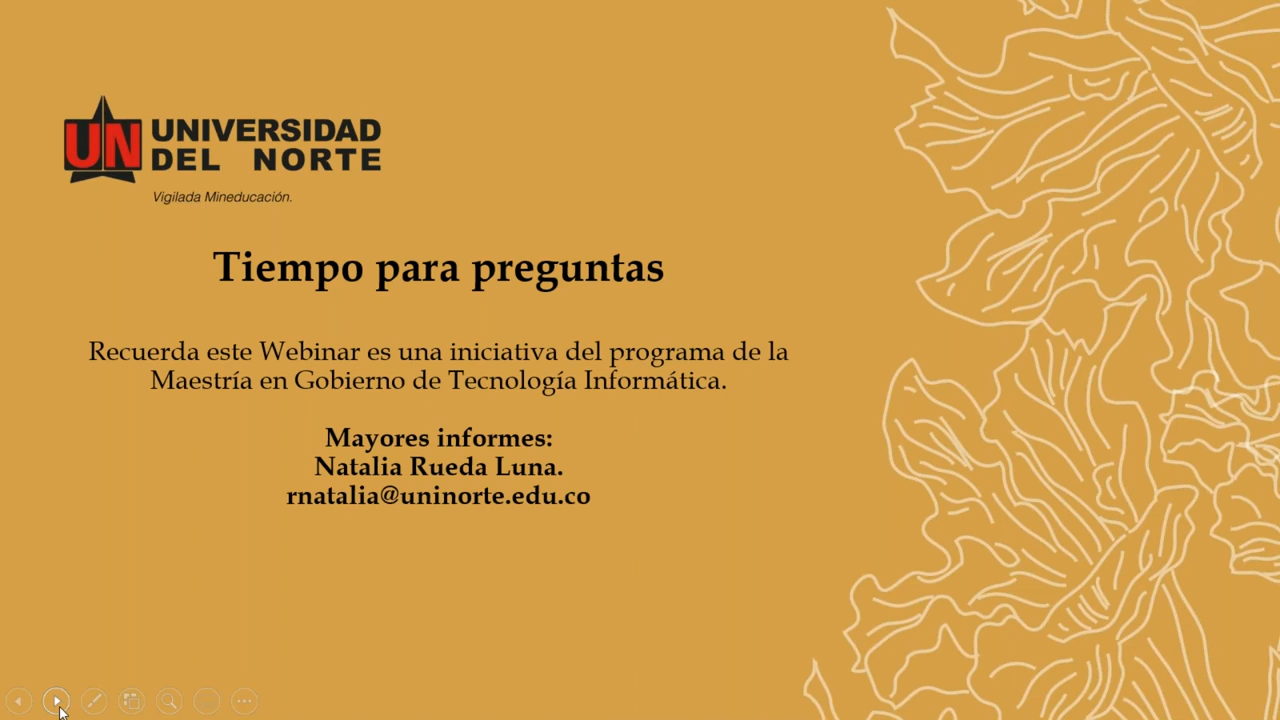 UN
UNIVERSIDAD
DEL NORTE
Vigilada Mineducación.
Tiempo para preguntas
Recuerda este Webinar es una iniciativa del programa de la
Maestría en Gobierno de Tecnología Informática.
Mayores informes:
Natalia Rueda Luna.
rnatalia@uninorte.edu.co